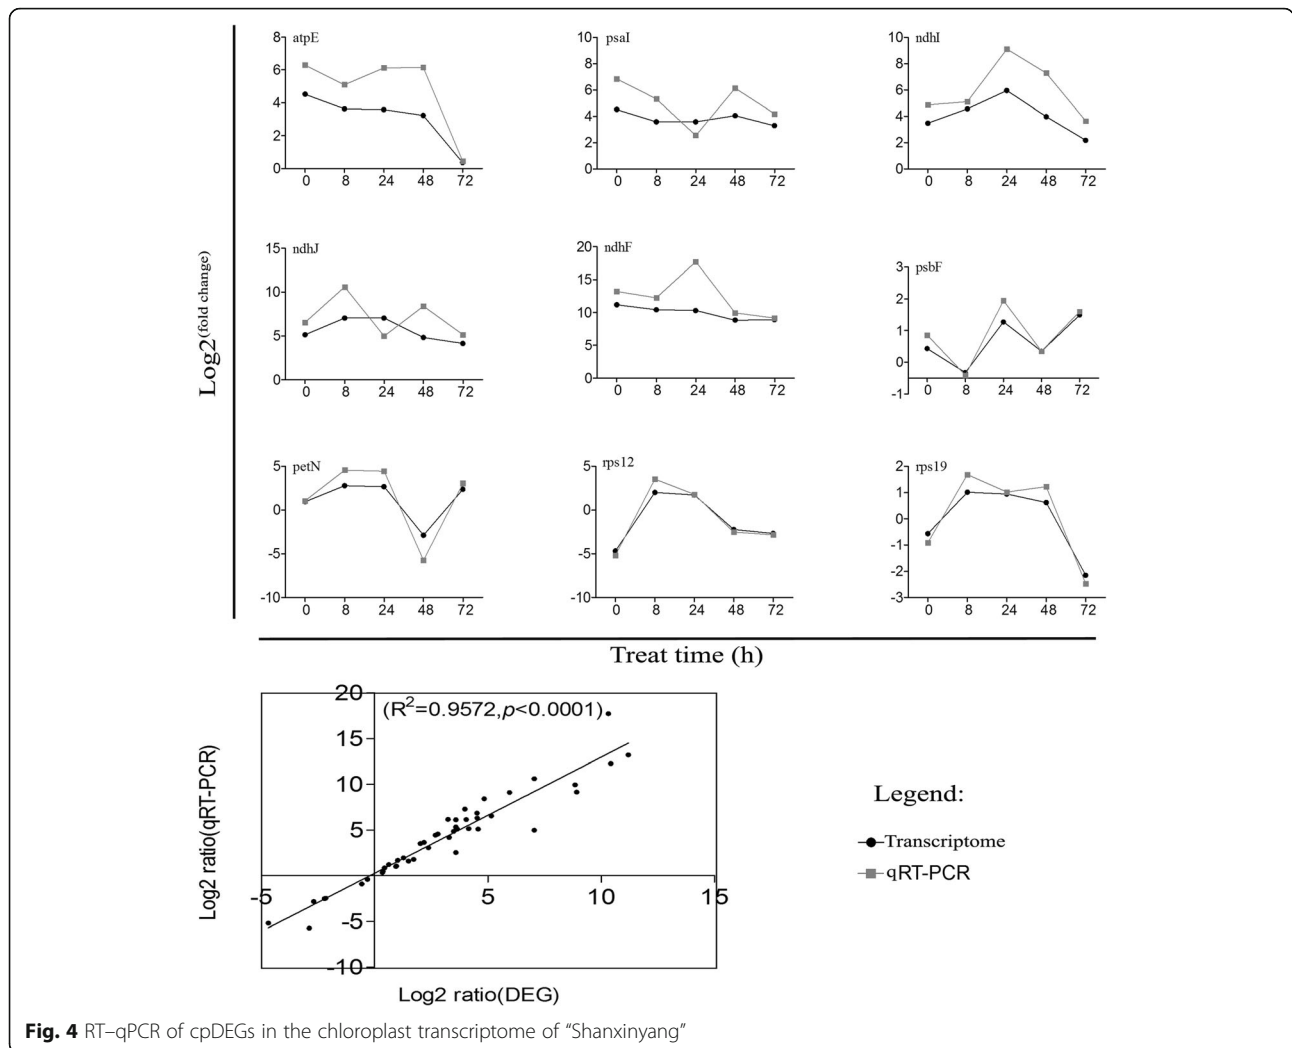 atpE
8
6
4
2
0
0 8 24 48 72
psaI
10
8
6
4
2
0
0 8 24 48 72
ndhI
10
8
6
4
2
0
0 8 24 48 72
Log2(fold change)
ndhJ
15
10
5
0
0 8 24 48 72
ndhF
20
15
10
5
0
0 8 24 48 72
psbF
3
2
1
0
-1
0 8 24 48 72
petN
5
0
-5
-10
0 8 24 48 72
rps12
5
0
-5
-10
0 8 24 48 72
rps19
2
1
0
-1
-2
-3
0 8 24 48 72
Treat time (h)
Log2 ratio(qRT-PCR)
20
15
10
5
-5
-10
(R2=0.9572,p<0.0001)
-5 5 10 15
Log2 ratio(DEG)
Legend:
Transcriptome
qRT-PCR
Fig. 4 RT–qPCR of cpDEGs in the chloroplast transcriptome of “Shanxinyang”